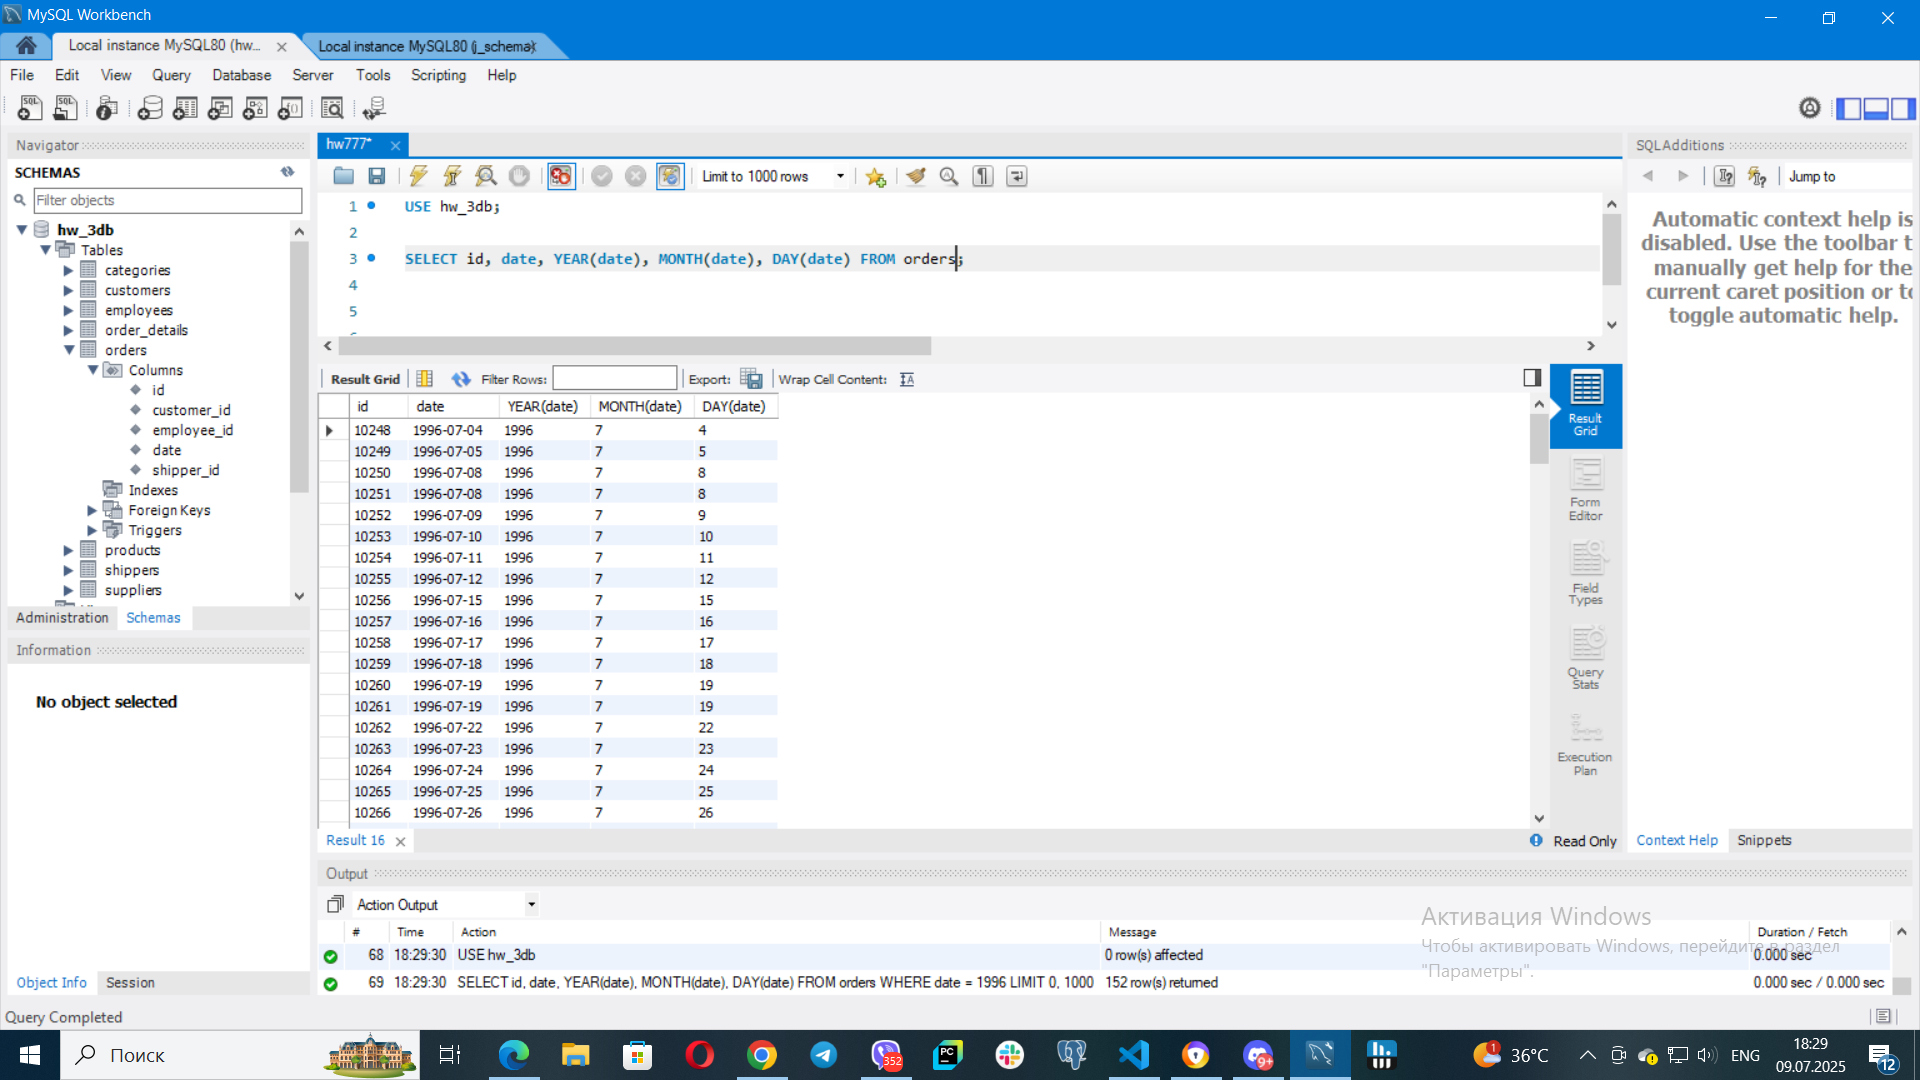 MySQL Workbench
Local instance MySQL80 (hw_... Local instance MySQL80 (j_schema)
File Edit View Query Database Server Tools Scripting Help
Navigator
SCHEMAS
Filter objects
hw_3db
Tables
categories
customers
employees
order_details
orders
Columns
id
customer_id
employee_id
date
shipper_id
Indexes
Foreign Keys
Triggers
products
shippers
suppliers
Administration Schemas
Information
No object selected
Object Info Session
hw777*
Limit to 1000 rows
1 USE hw_3db;
2
3 SELECT id, date, YEAR(date), MONTH(date), DAY(date) FROM orders;
4
5
Result Grid Filter Rows: Export: Wrap Cell Content:
id date YEAR(date) MONTH(date) DAY(date)
10248 1996-07-04 1996 7 4
10249 1996-07-05 1996 7 5
10250 1996-07-08 1996 7 8
10251 1996-07-08 1996 7 8
10252 1996-07-09 1996 7 9
10253 1996-07-10 1996 7 10
10254 1996-07-11 1996 7 11
10255 1996-07-12 1996 7 12
10256 1996-07-15 1996 7 15
10257 1996-07-16 1996 7 16
10258 1996-07-17 1996 7 17
10259 1996-07-18 1996 7 18
10260 1996-07-19 1996 7 19
10261 1996-07-19 1996 7 19
10262 1996-07-22 1996 7 22
10263 1996-07-23 1996 7 23
10264 1996-07-24 1996 7 24
10265 1996-07-25 1996 7 25
10266 1996-07-26 1996 7 26
Result Grid
Form Editor
Field Types
Query Stats
Execution Plan
Result 16
Read Only
SQLAdditions
Jump to
Automatic context help is
disabled. Use the toolbar t
manually get help for the
current caret position or to
toggle automatic help.
Context Help Snippets
Output
Action Output
# Time Action Message Duration / Fetch
68 18:29:30 USE hw_3db 0 row(s) affected 0.000 sec
69 18:29:30 SELECT id, date, YEAR(date), MONTH(date), DAY(date) FROM orders WHERE date = 1996 LIMIT 0, 1000 152 row(s) returned 0.000 sec / 0.000 sec
Активация Windows
Чтобы активировать Windows, перейдите в раздел
"Параметры".
Query Completed
Поиск
PC
352
9+
1
36°C
ENG
18:29
09.07.2025
12